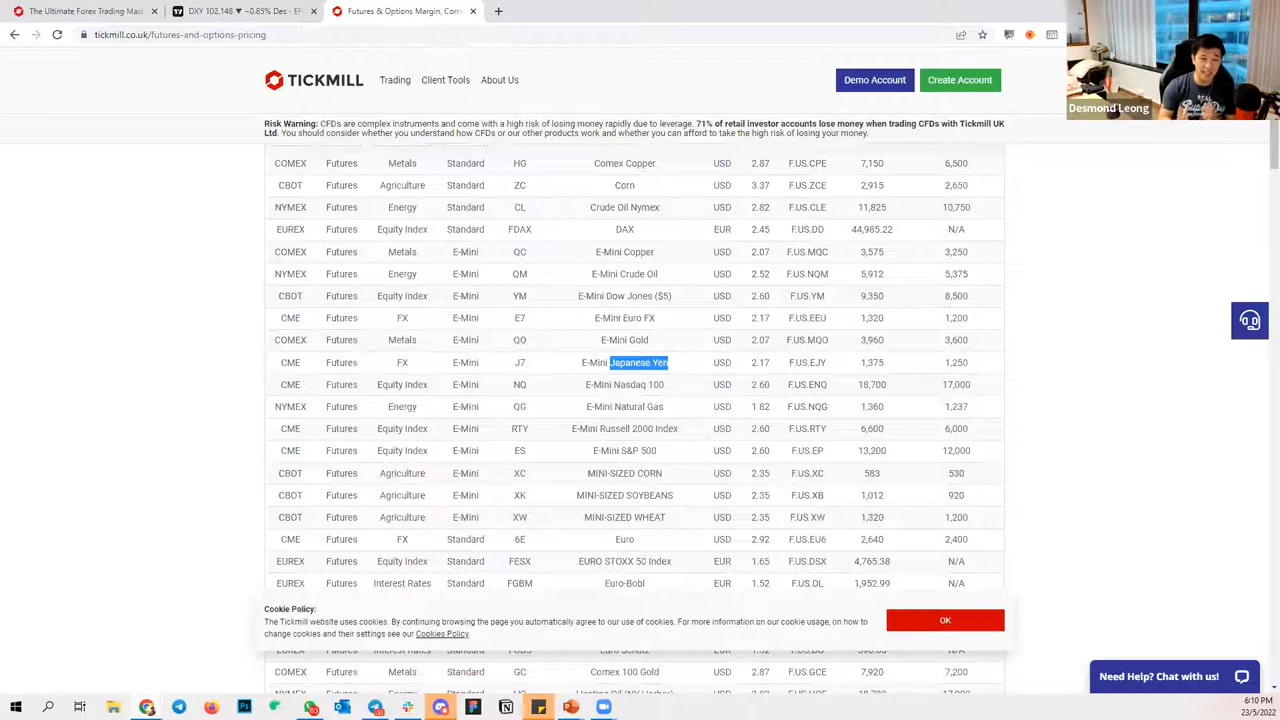 The Ultimate Forex Trading Mast
DXY 102.148 ▼ −0.85% Des - EF
Futures & Options Margin, Com
tickmill.co.uk/futures-and-options-pricing
Desmond Leong
TICKMILL
Trading
Client Tools
About Us
Demo Account
Create Account
Risk Warning: CFDs are complex instruments and come with a high risk of losing money rapidly due to leverage. 71% of retail investor accounts lose money when trading CFDs with Tickmill UK
Ltd. You should consider whether you understand how CFDs or our other products work and whether you can afford to take the high risk of losing your money.
COMEX Futures Metals Standard HG Comex Copper USD 2.87 F.US.CPE 7,150 6,500
CBOT Futures Agriculture Standard ZC Corn USD 3.37 F.US.ZCE 2,915 2,650
NYMEX Futures Energy Standard CL Crude Oil Nymex USD 2.82 F.US.CLE 11,825 10,750
EUREX Futures Equity Index Standard FDAX DAX EUR 2.45 F.US.DD 44,985.22 N/A
COMEX Futures Metals E-Mini QC E-Mini Copper USD 2.07 F.US.MQC 3,575 3,250
NYMEX Futures Energy E-Mini QM E-Mini Crude Oil USD 2.52 F.US.NQM 5,912 5,375
CBOT Futures Equity Index E-Mini YM E-Mini Dow Jones ($5) USD 2.60 F.US.YM 9,350 8,500
CME Futures FX E-Mini E7 E-Mini Euro FX USD 2.17 F.US.EEU 1,320 1,200
COMEX Futures Metals E-Mini QO E-Mini Gold USD 2.07 F.US.MQO 3,960 3,600
CME Futures FX E-Mini J7 E-Mini Japanese Yen USD 2.17 F.US.EJY 1,375 1,250
CME Futures Equity Index E-Mini NQ E-Mini Nasdaq 100 USD 2.60 F.US.ENQ 18,700 17,000
NYMEX Futures Energy E-Mini QG E-Mini Natural Gas USD 1.82 F.US.NQG 1,360 1,237
CME Futures Equity Index E-Mini RTY E-Mini Russell 2000 Index USD 2.60 F.US.RTY 6,600 6,000
CME Futures Equity Index E-Mini ES E-Mini S&P 500 USD 2.60 F.US.EP 13,200 12,000
CBOT Futures Agriculture E-Mini XC MINI-SIZED CORN USD 2.35 F.US.XC 583 530
CBOT Futures Agriculture E-Mini XK MINI-SIZED SOYBEANS USD 2.35 F.US.XB 1,012 920
CBOT Futures Agriculture E-Mini XW MINI-SIZED WHEAT USD 2.35 F.US.XW 1,320 1,200
CME Futures FX Standard 6E Euro USD 2.92 F.US.EU6 2,640 2,400
EUREX Futures Equity Index Standard FESX EURO STOXX 50 Index EUR 1.65 F.US.DSX 4,765.38 N/A
EUREX Futures Interest Rates Standard FGBM Euro-Bobl EUR 1.52 F.US.DL 1,952.99 N/A
Cookie Policy:
The Tickmill website uses cookies. By continuing browsing the page you automatically agree to our use of cookies. For more information on our cookie usage, on how to
change cookies and their settings see our Cookies Policy.
OK
COMEX Futures Metals Standard GC Comex 100 Gold USD 2.87 F.US.GCE 7,920 7,200
Need Help? Chat with us!
6:10 PM
23/5/2022